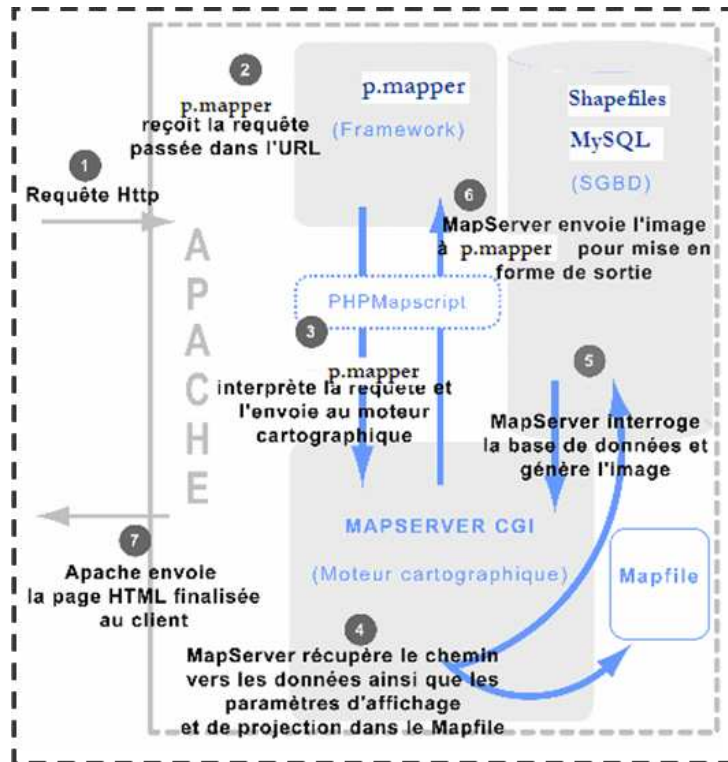 2
p.mapper
reçoit la requête
passée dans l'URL
p.mapper
(Framework)
Shapefiles
MySQL
(SGBD)
1
Requête Http
6
MapServer envoie l'image
à p.mapper pour mise en
forme de sortie
APACHE
PHPMapscript
3
p.mapper
interprète la requête et
l'envoie au moteur
cartographique
5
MapServer interroge
la base de données et
génère l'image
7
Apache envoie
la page HTML finalisée
au client
MAPSERVER CGI
(Moteur cartographique)
Mapfile
4
MapServer récupère le chemin
vers les données ainsi que les
paramètres d'affichage
et de projection dans le Mapfile